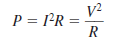 P = I²R = V²/R